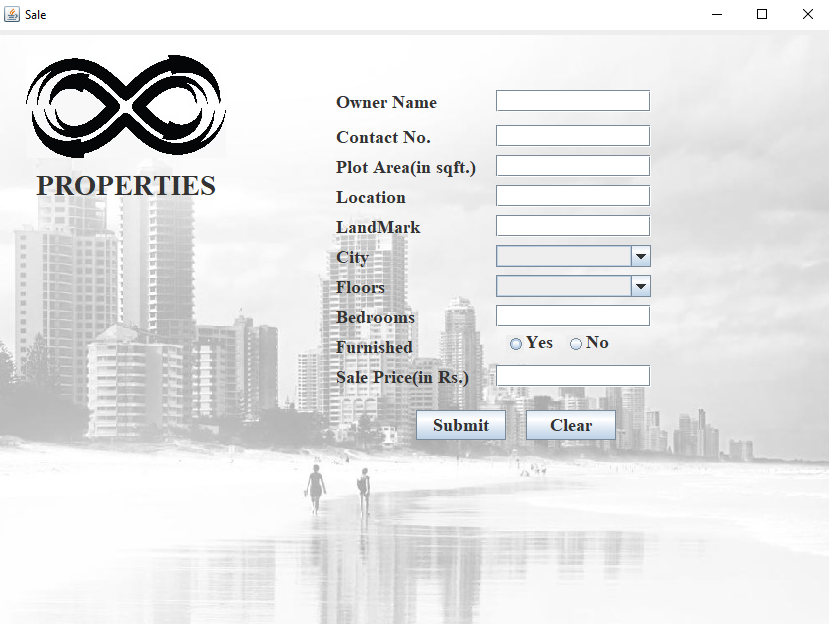 Sale
PROPERTIES
Owner Name
Contact No.
Plot Area(in sqft.)
Location
LandMark
City
Floors
Bedrooms
Furnished Yes No
Sale Price(in Rs.)
Submit Clear